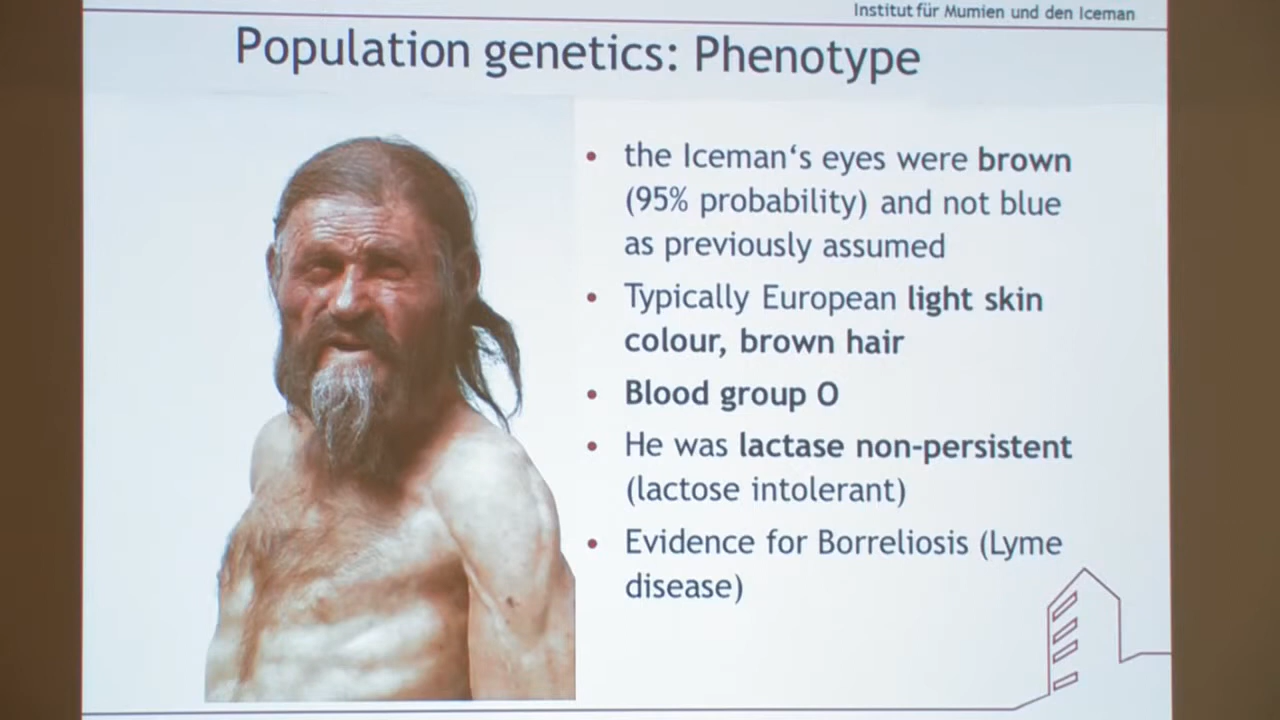 Institut für Mumien und den Iceman
Population genetics: Phenotype
• the Iceman‘s eyes were brown
(95% probability) and not blue
as previously assumed
• Typically European light skin
colour, brown hair
• Blood group O
• He was lactase non-persistent
(lactose intolerant)
• Evidence for Borreliosis (Lyme
disease)